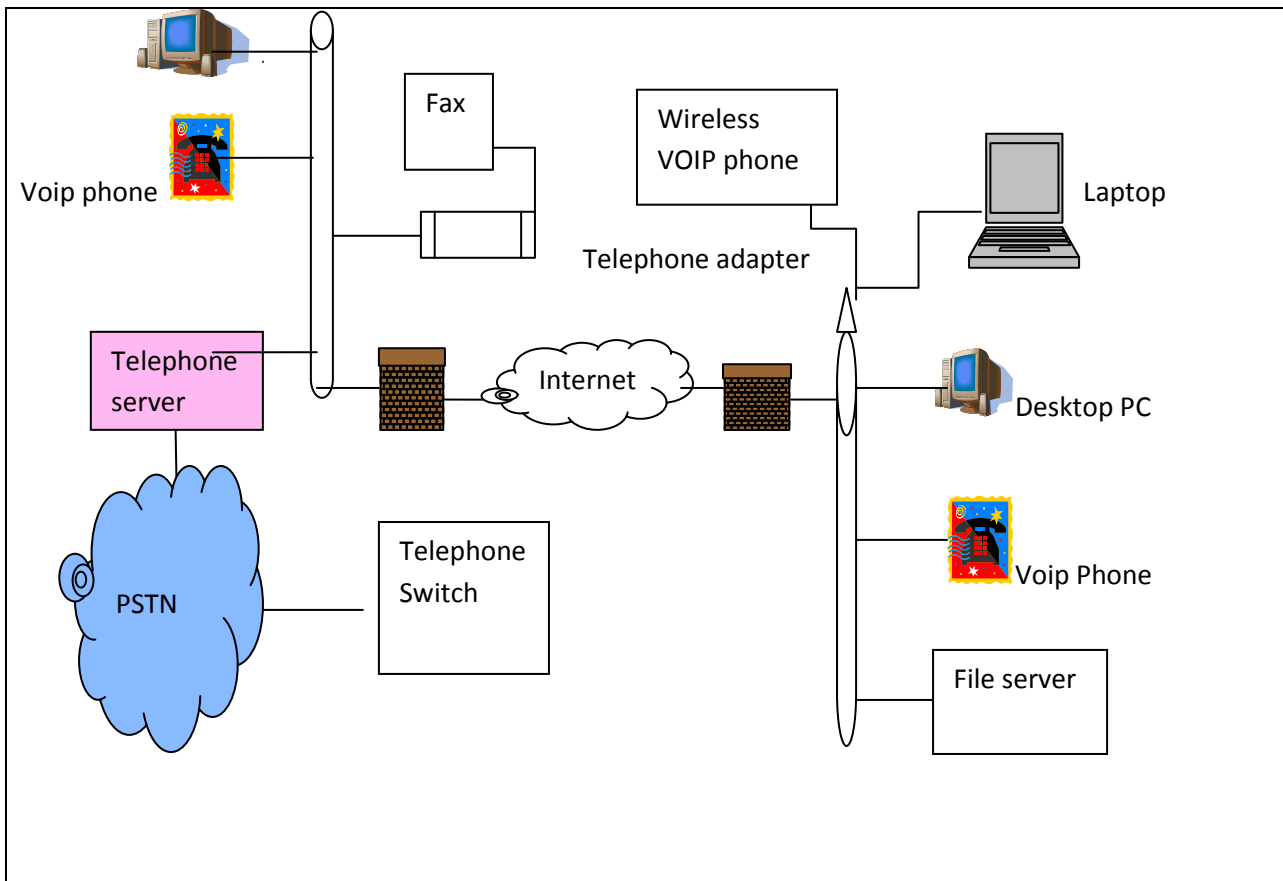 Fax
Wireless
VOIP phone
Voip phone
Laptop
Telephone adapter
Telephone
server
Internet
Desktop PC
Telephone
Switch
Voip Phone
PSTN
File server